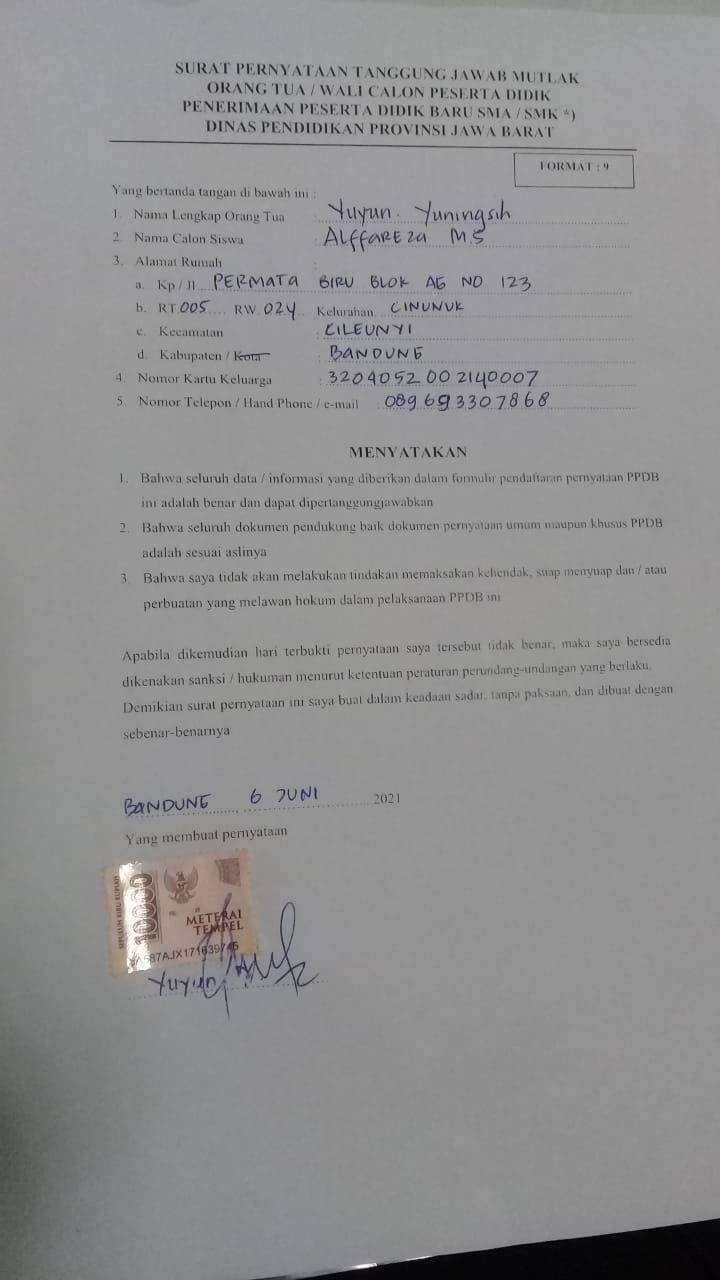 SURAT PERNYATAAN TANGGUNG JAWAB MUTLAK
ORANG TUA / WALI CALON PESERTA DIDIK
PENERIMAAN PESERTA DIDIK BARU SMA / SMK *)
DINAS PENDIDIKAN PROVINSI JAWA BARAT
FORMAT : 9
Yang bertanda tangan di bawah ini :
1. Nama Lengkap Orang Tua : Yuyun Yuningsih
2. Nama Calon Siswa : ALFFAREZA M.S
3. Alamat Rumah :
a. Kp / Jl. PERMATA BIRU BLOK AG NO 123
b. RT.005 RW.024 Kelurahan. CINUNUK
c. Kecamatan : CILEUNYI
d. Kabupaten / Kota : BANDUNG
4. Nomor Kartu Keluarga : 3204052002140007
5. Nomor Telepon / Hand Phone / e-mail : 089693307868
MENYATAKAN
1. Bahwa seluruh data / informasi yang diberikan dalam formulir pendaftaran pernyataan PPDB
ini adalah benar dan dapat dipertanggungjawabkan
2. Bahwa seluruh dokumen pendukung baik dokumen pernyataan umum maupun khusus PPDB
adalah sesuai aslinya
3. Bahwa saya tidak akan melakukan tindakan memaksakan kehendak, suap menyuap dan / atau
perbuatan yang melawan hokum dalam pelaksanaan PPDB ini
Apabila dikemudian hari terbukti pernyataan saya tersebut tidak benar, maka saya bersedia
dikenakan sanksi / hukuman menurut ketentuan peraturan perundang-undangan yang berlaku.
Demikian surat pernyataan ini saya buat dalam keadaan sadar, tanpa paksaan, dan dibuat dengan
sebenar-benarnya
BANDUNG, 6 JUNI 2021
Yang membuat pernyataan
SEPULUH RIBU RUPIAH
10000
METERAI
TEMPEL
Yuyun